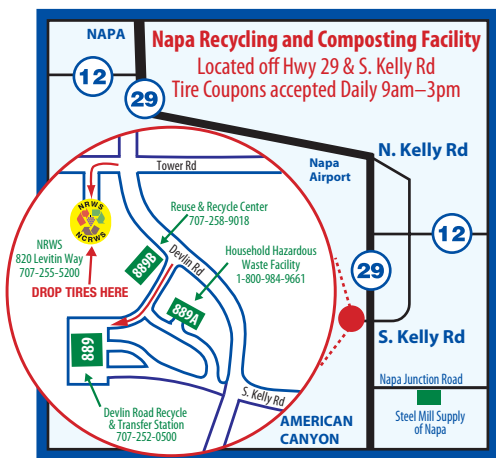 NAPA
Napa Recycling and Composting Facility
Located off Hwy 29 & S. Kelly Rd
Tire Coupons accepted Daily 9am–3pm
12
29
N. Kelly Rd
Napa
Airport
Tower Rd
Reuse & Recycle Center
707-258-9018
NRWS
NCRWS
NRWS
820 Levitin Way
707-255-5200
DROP TIRES HERE
889B
Devlin Rd
Household Hazardous
Waste Facility
1-800-984-9661
12
29
889A
889
S. Kelly Rd
Devlin Road Recycle
& Transfer Station
707-252-0500
S. Kelly Rd
AMERICAN
CANYON
Napa Junction Road
Steel Mill Supply
of Napa